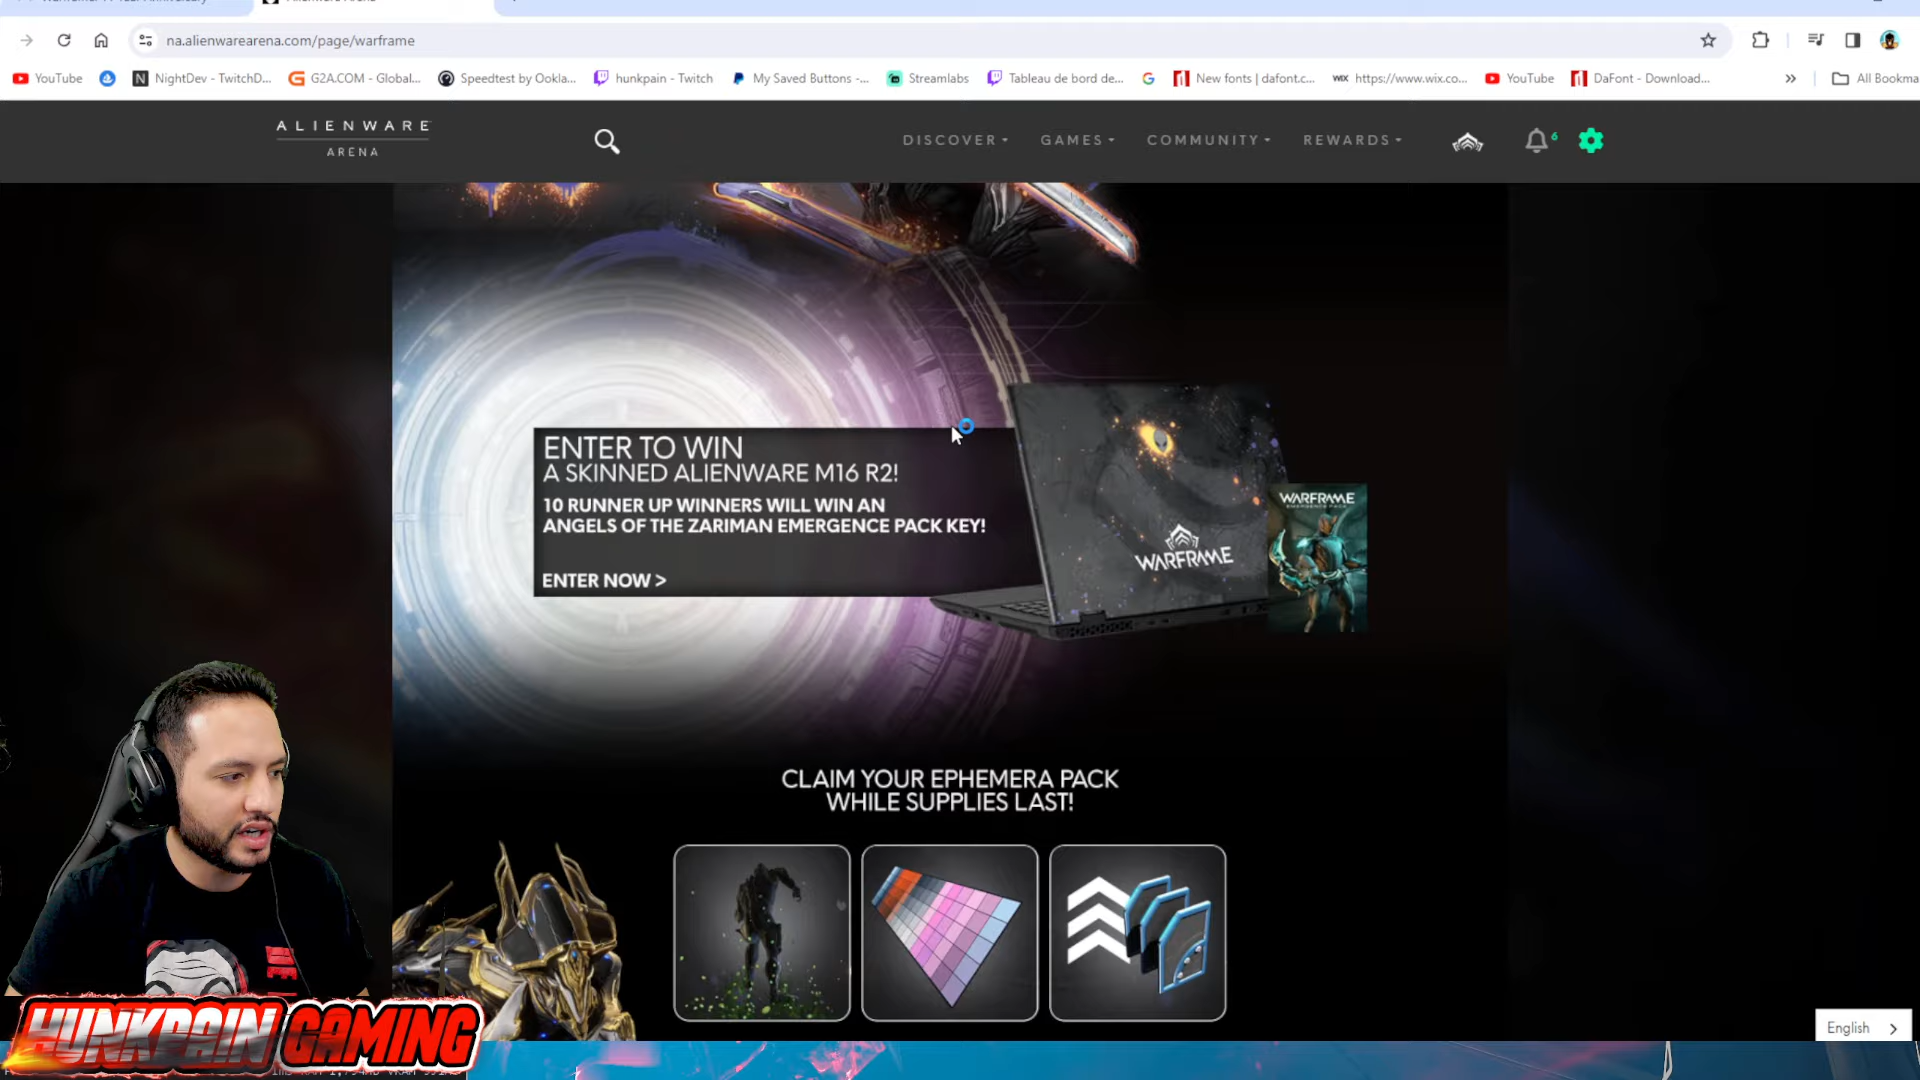 na.alienwarearena.com/page/warframe
YouTube
NightDev - TwitchD...
G2A.COM - Global...
Speedtest by Ookla...
hunkpain - Twitch
My Saved Buttons -...
Streamlabs
Tableau de bord de...
New fonts | dafont.c...
WIX https://www.wix.co...
YouTube
DaFont - Download...
All Bookma
ALIENWARE
ARENA
DISCOVER
GAMES
COMMUNITY
REWARDS
6
ENTER TO WIN
A SKINNED ALIENWARE M16 R2!
10 RUNNER UP WINNERS WILL WIN AN
ANGELS OF THE ZARIMAN EMERGENCE PACK KEY!
ENTER NOW >
WARFRAME
WARFRAME
EMERGENCE PACK
CLAIM YOUR EPHEMERA PACK
WHILE SUPPLIES LAST!
HUNKPAIN GAMING
English